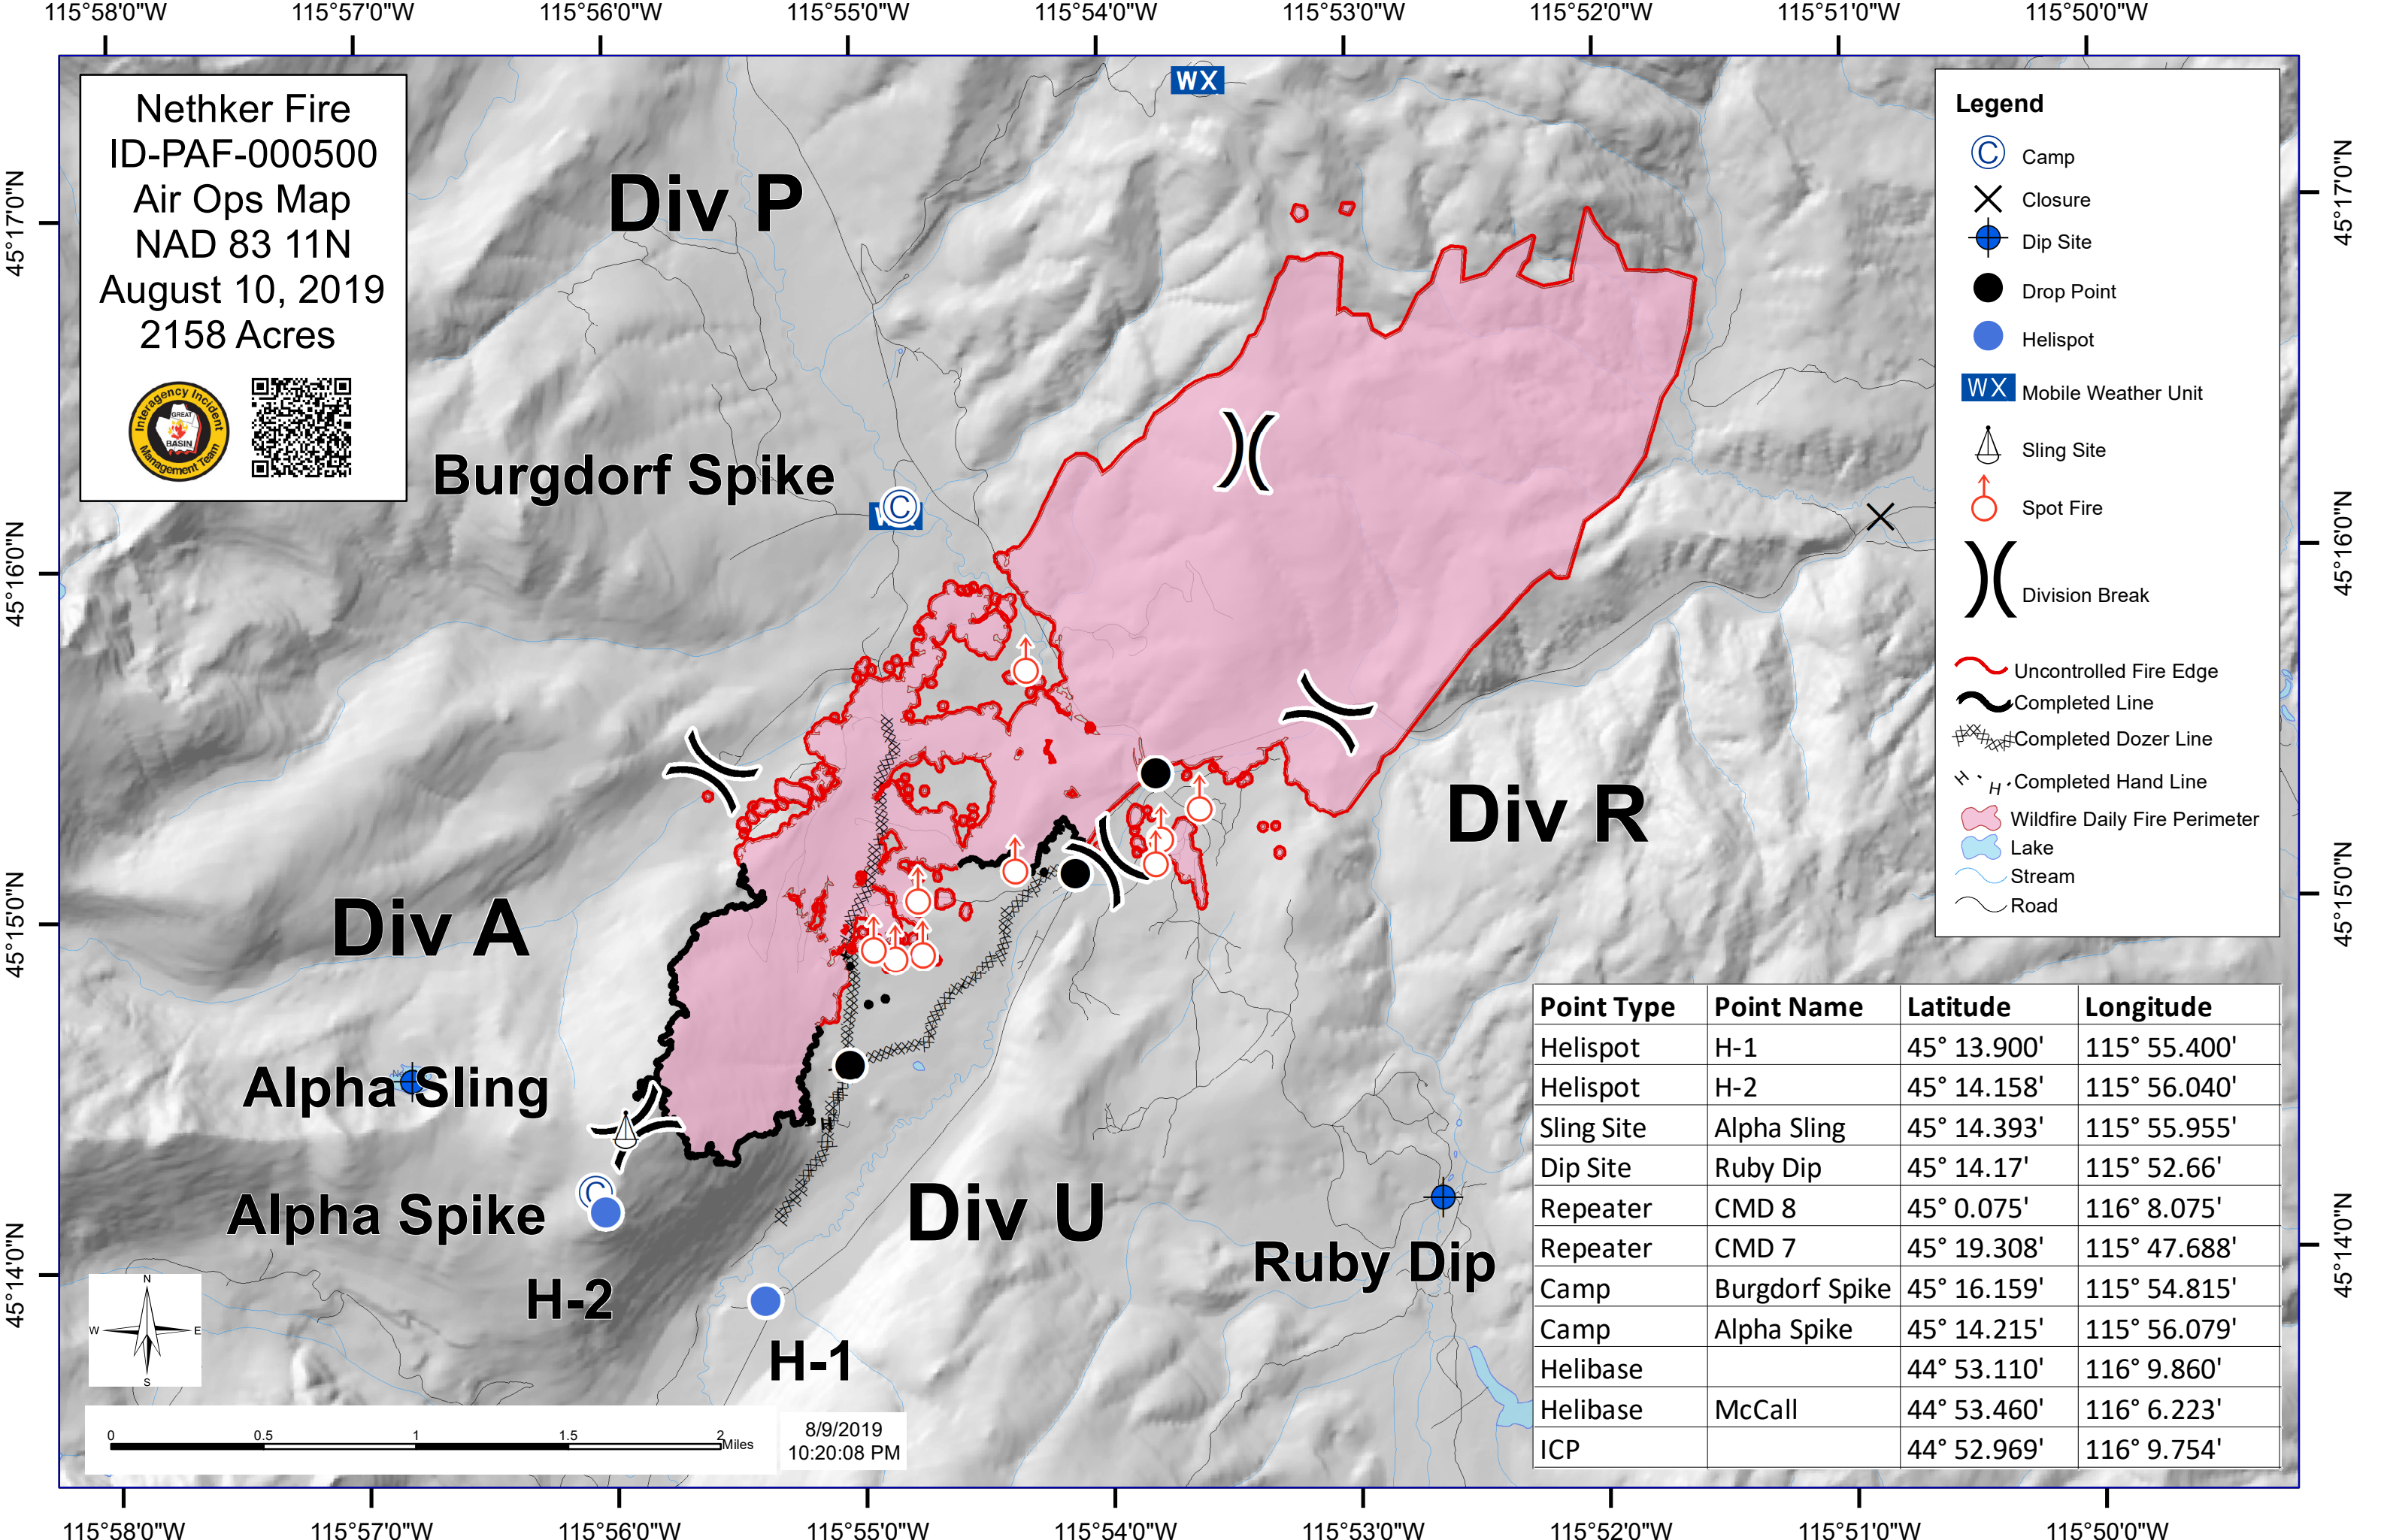 115°58'0"W 115°57'0"W 115°56'0"W 115°55'0"W 115°54'0"W 115°53'0"W 115°52'0"W 115°51'0"W 115°50'0"W
Nethker Fire
ID-PAF-000500
Air Ops Map
NAD 83 11N
August 10, 2019
2158 Acres
Interagency Incident
GREAT
BASIN
Management Team
WX
Div P
Burgdorf Spike
C
Div R
Div A
Alpha Sling
Alpha Spike
C
H-2
H-1
Div U
Ruby Dip
Legend
C Camp
Closure
Dip Site
Drop Point
Helispot
WX Mobile Weather Unit
Sling Site
Spot Fire
Division Break
Uncontrolled Fire Edge
Completed Line
Completed Dozer Line
H H Completed Hand Line
Wildfire Daily Fire Perimeter
Lake
Stream
Road
45°17'0"N 45°17'0"N
45°16'0"N 45°16'0"N
45°15'0"N 45°15'0"N
45°14'0"N 45°14'0"N
Point Type Point Name Latitude Longitude
Helispot H-1 45° 13.900' 115° 55.400'
Helispot H-2 45° 14.158' 115° 56.040'
Sling Site Alpha Sling 45° 14.393' 115° 55.955'
Dip Site Ruby Dip 45° 14.17' 115° 52.66'
Repeater CMD 8 45° 0.075' 116° 8.075'
Repeater CMD 7 45° 19.308' 115° 47.688'
Camp Burgdorf Spike 45° 16.159' 115° 54.815'
Camp Alpha Spike 45° 14.215' 115° 56.079'
Helibase 44° 53.110' 116° 9.860'
Helibase McCall 44° 53.460' 116° 6.223'
ICP 44° 52.969' 116° 9.754'
N
W E
S
0 0.5 1 1.5 2 Miles
8/9/2019
10:20:08 PM
115°58'0"W 115°57'0"W 115°56'0"W 115°55'0"W 115°54'0"W 115°53'0"W 115°52'0"W 115°51'0"W 115°50'0"W